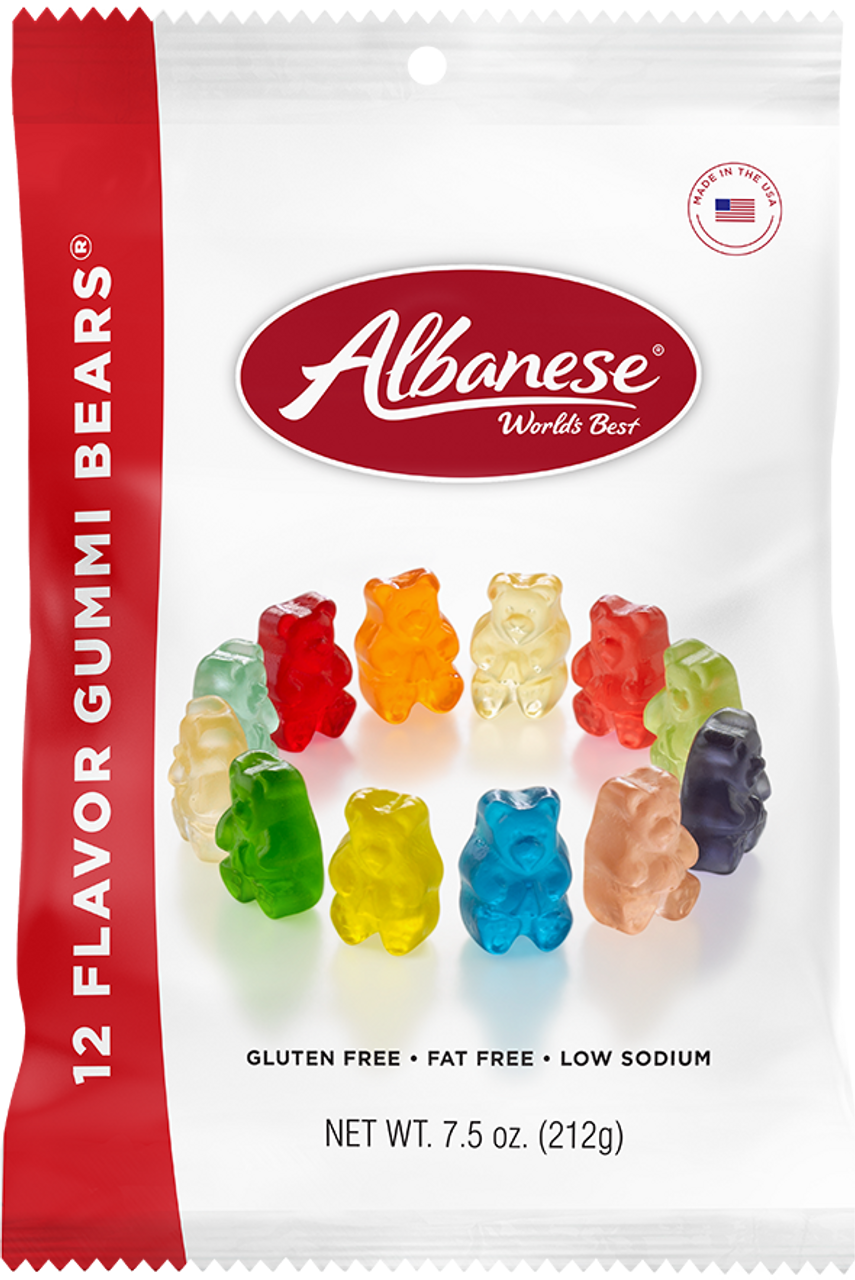 MADE IN THE USA
Albanese®
World's Best
12 FLAVOR GUMMI BEARS®
GLUTEN FREE • FAT FREE • LOW SODIUM
NET WT. 7.5 oz. (212g)